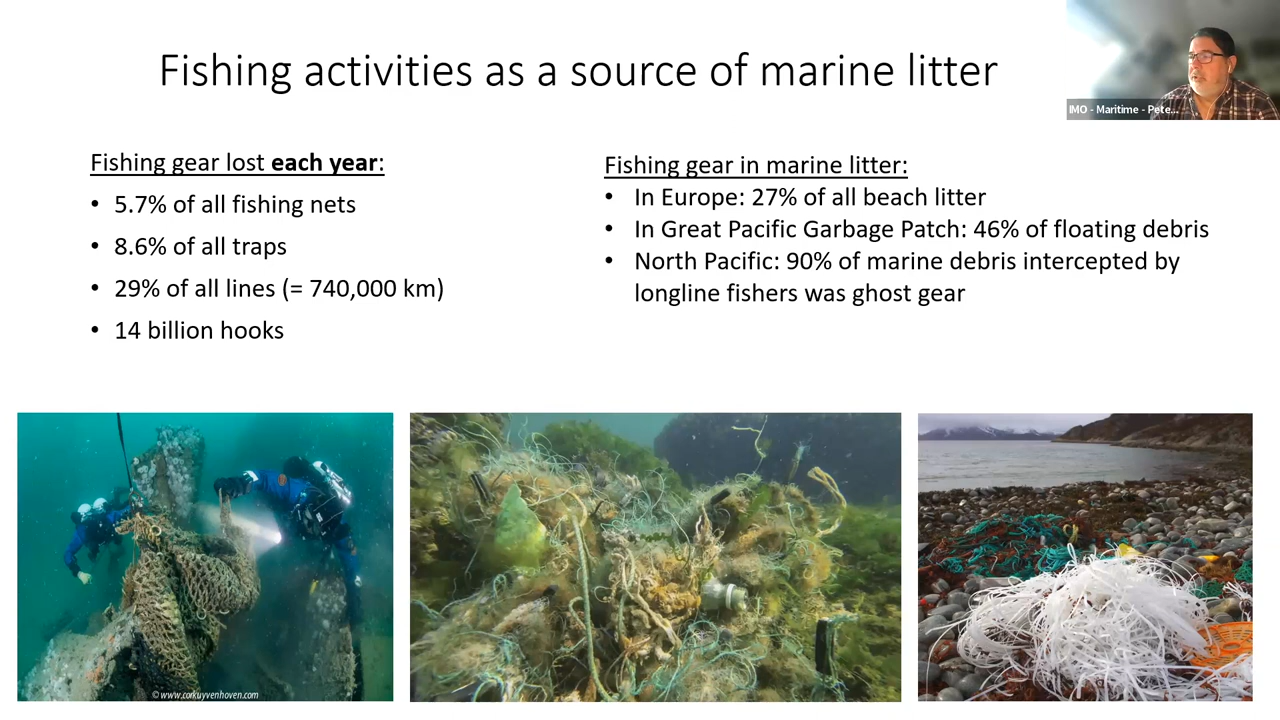 Fishing activities as a source of marine litter
IMO - Maritime - Pete...
Fishing gear lost each year:
• 5.7% of all fishing nets
• 8.6% of all traps
• 29% of all lines (= 740,000 km)
• 14 billion hooks
Fishing gear in marine litter:
• In Europe: 27% of all beach litter
• In Great Pacific Garbage Patch: 46% of floating debris
• North Pacific: 90% of marine debris intercepted by
longline fishers was ghost gear
© www.corkuyvenhoven.com